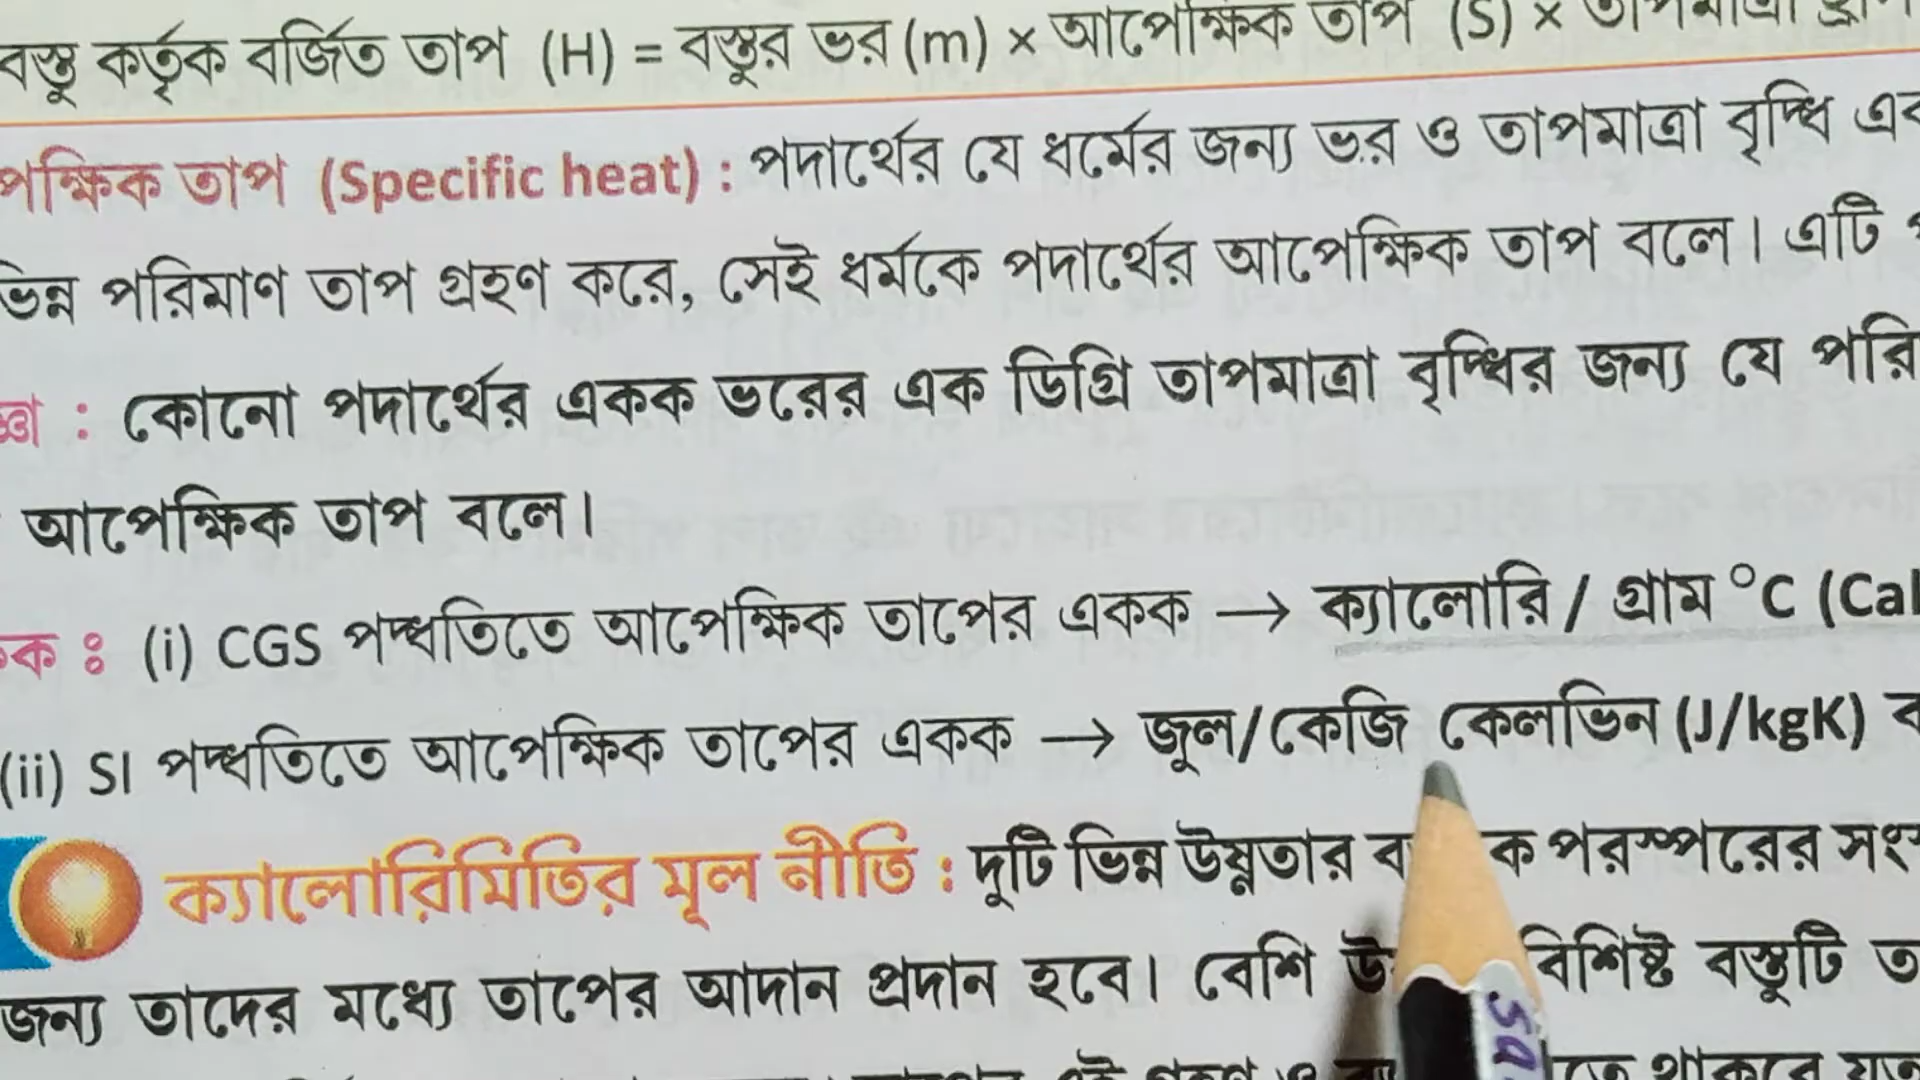 বস্তু কর্তৃক বর্জিত তাপ (H) = বস্তুর ভর (m) × আপেক্ষিক তাপ (S) ×
পেক্ষিক তাপ (Specific heat) : পদার্থের যে ধর্মের জন্য ভর ও তাপমাত্রা বৃদ্ধি
ভিন্ন পরিমাণ তাপ গ্রহণ করে, সেই ধর্মকে পদার্থের আপেক্ষিক তাপ বলে। এটি
: কোনো পদার্থের একক ভরের এক ডিগ্রি তাপমাত্রা বৃদ্ধির জন্য যে পরি
আপেক্ষিক তাপ বলে।
ক ঃ (i) CGS পদ্ধতিতে আপেক্ষিক তাপের একক → ক্যালোরি / গ্রাম °C (Cal
(ii) SI পদ্ধতিতে আপেক্ষিক তাপের একক → জুল/কেজি কেলভিন (J/kgK)
ক্যালোরিমিতির মূল নীতি : দুটি ভিন্ন উষ্ণতার ব ক পরস্পরের সংস
জন্য তাদের মধ্যে তাপের আদান প্রদান হবে। বেশি উ বিশিষ্ট বস্তুটি ত